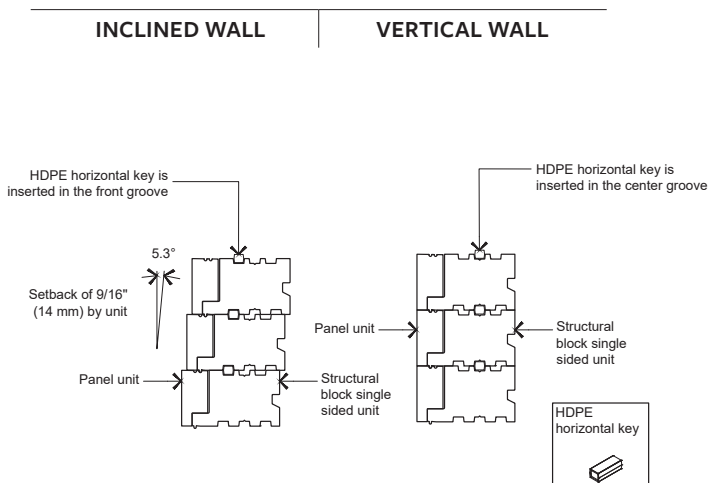 INCLINED WALL
VERTICAL WALL
HDPE horizontal key is
inserted in the front groove
HDPE horizontal key is
inserted in the center groove
5.3°
Setback of 9/16"
(14 mm) by unit
Panel unit
Structural
block single
sided unit
Panel unit
Structural
block single
sided unit
HDPE
horizontal key